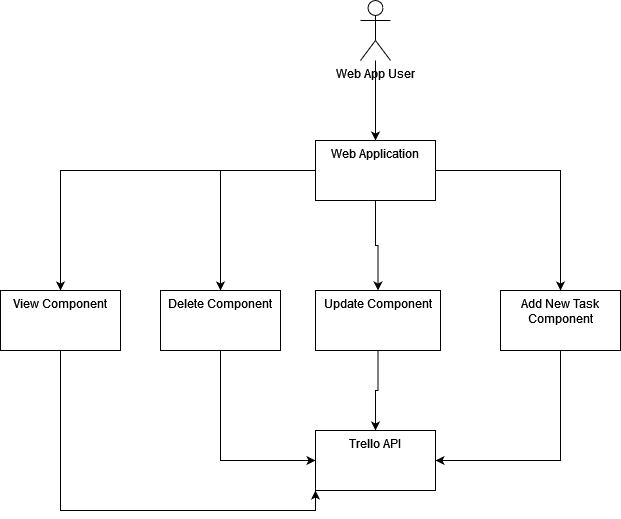 Web App User
Web Application
View Component
Delete Component
Update Component
Add New Task
Component
Trello API